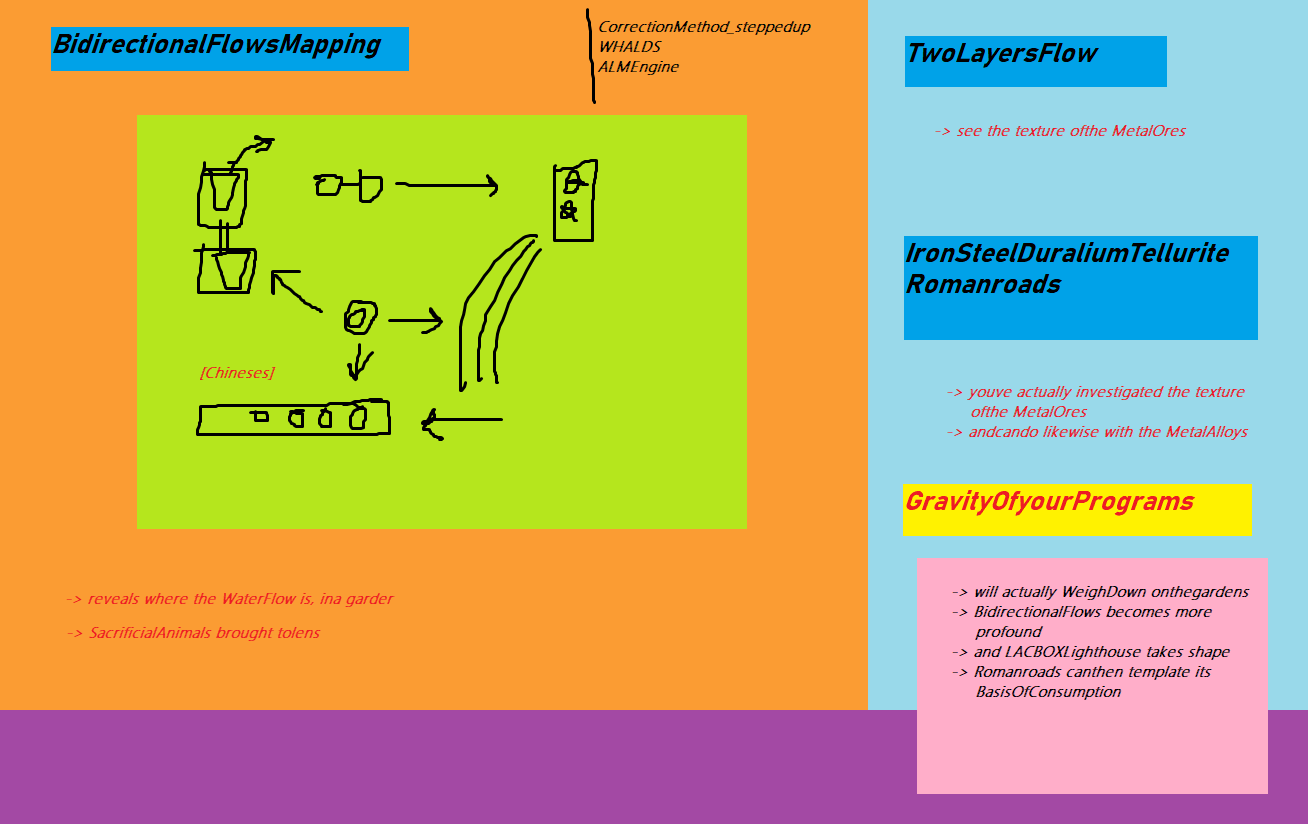 BidirectionalFlowsMapping
CorrectionMethod_steppedup
WHALDS
ALMEngine
[Chineses]
-> reveals where the WaterFlow is, ina garder
-> SacrificialAnimals brought tolens
TwoLayersFlow
-> see the texture ofthe MetalOres
IronSteelDuraliumTellurite
Romanroads
-> youve actually investigated the texture
ofthe MetalOres
-> andcando likewise with the MetalAlloys
GravityOfyourPrograms
-> will actually WeighDown onthegardens
-> BidirectionalFlows becomes more
profound
-> and LACBOXLighthouse takes shape
-> Romanroads canthen template its
BasisOfConsumption